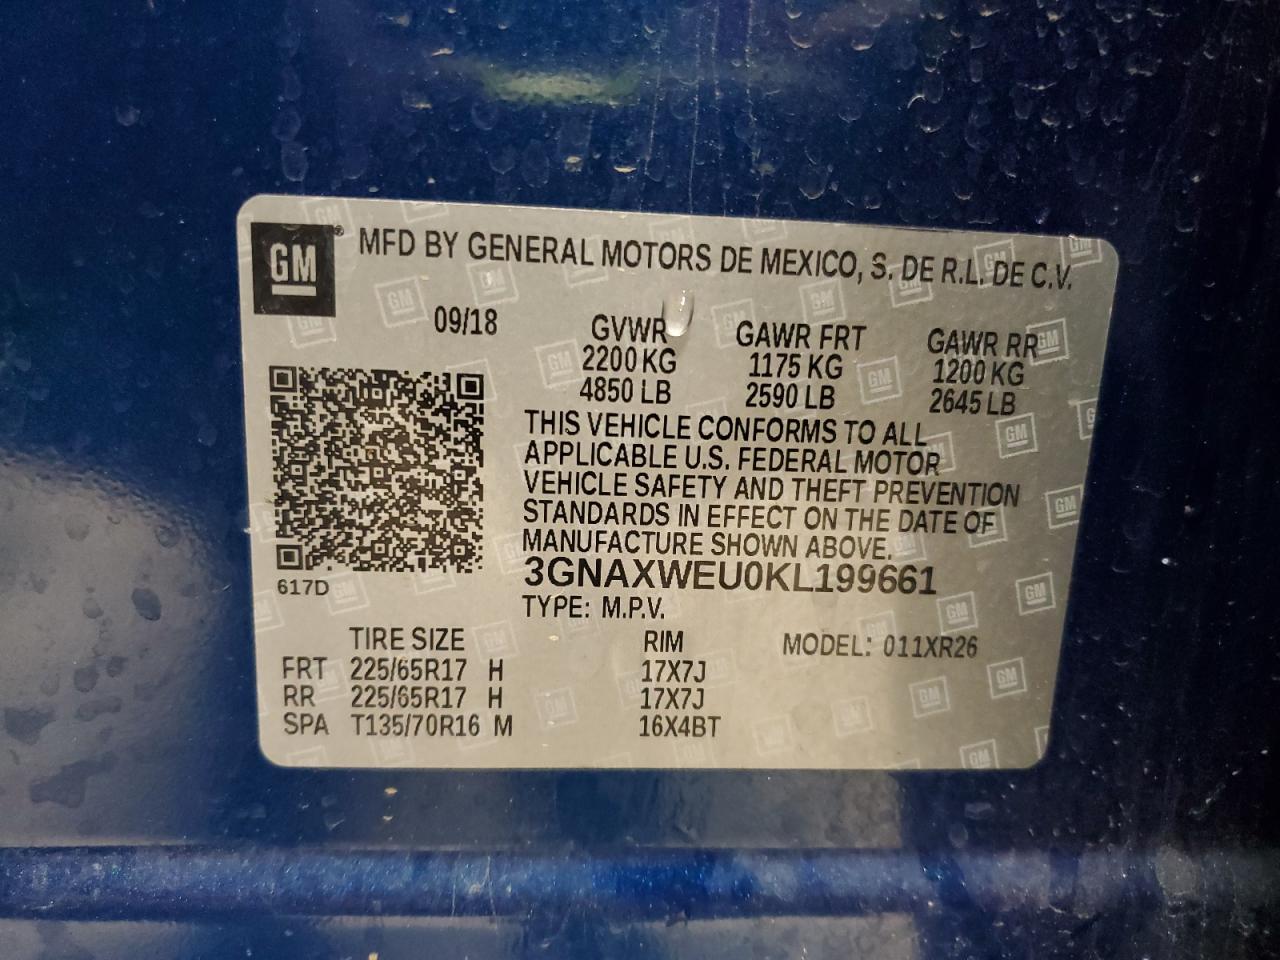 GM® MFD BY GENERAL MOTORS DE MEXICO, S. DE R.L. DE C.V.
09/18 GVWR GAWR FRT GAWR RR
2200 KG 1175 KG 1200 KG
4850 LB 2590 LB 2645 LB
THIS VEHICLE CONFORMS TO ALL
APPLICABLE U.S. FEDERAL MOTOR
VEHICLE SAFETY AND THEFT PREVENTION
STANDARDS IN EFFECT ON THE DATE OF
MANUFACTURE SHOWN ABOVE.
3GNAXWEU0KL199661
617D
TYPE: M.P.V.
TIRE SIZE RIM MODEL: 011XR26
FRT 225/65R17 H 17X7J
RR 225/65R17 H 17X7J
SPA T135/70R16 M 16X4BT